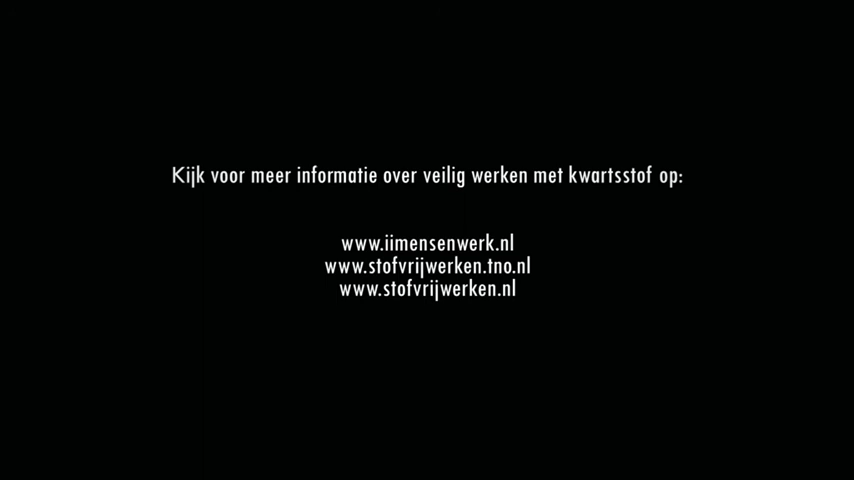 Kijk voor meer informatie over veilig werken met kwartsstof op:
www.iimensenwerk.nl
www.stofvrijwerken.tno.nl
www.stofvrijwerken.nl